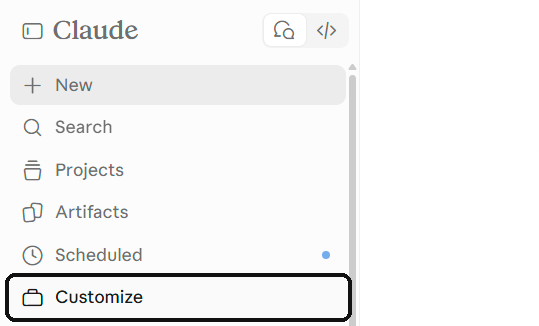 Claude
</>
New
Search
Projects
Artifacts
Scheduled
Customize